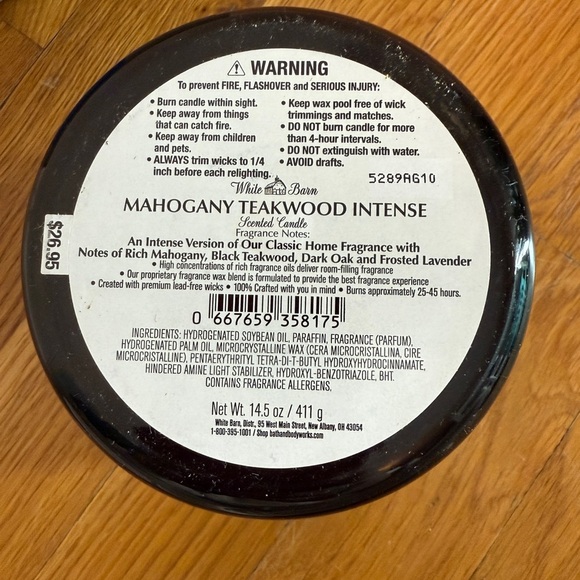 WARNING
To prevent FIRE, FLASHOVER and SERIOUS INJURY:
• Burn candle within sight.
• Keep away from things
that can catch fire.
• Keep away from children
and pets.
• ALWAYS trim wicks to 1/4
inch before each relighting.
• Keep wax pool free of wick
trimmings and matches.
• DO NOT burn candle for more
than 4-hour intervals.
• DO NOT extinguish with water.
• AVOID drafts.
5289AG10
White Barn
MAHOGANY TEAKWOOD INTENSE
Scented Candle
Fragrance Notes:
An Intense Version of Our Classic Home Fragrance with
Notes of Rich Mahogany, Black Teakwood, Dark Oak and Frosted Lavender
• High concentrations of rich fragrance oils deliver room-filling fragrance
• Our proprietary fragrance wax blend is formulated to provide the best fragrance experience
• Created with premium lead-free wicks • 100% Crafted with you in mind • Burns approximately 25-45 hours.
0 667659 358175
INGREDIENTS: HYDROGENATED SOYBEAN OIL, PARAFFIN, FRAGRANCE (PARFUM),
HYDROGENATED PALM OIL, MICROCRYSTALLINE WAX (CERA MICROCRISTALLINA, CIRE
MICROCRISTALLINE), PENTAERYTHRITYL TETRA-DI-T-BUTYL HYDROXYHYDROCINNAMATE,
HINDERED AMINE LIGHT STABILIZER, HYDROXYL-BENZOTRIAZOLE, BHT.
CONTAINS FRAGRANCE ALLERGENS.
Net Wt. 14.5 oz / 411 g
White Barn, Distr., 95 West Main Street, New Albany, OH 43054
1-800-395-1001 / Shop bathandbodyworks.com
$26.95